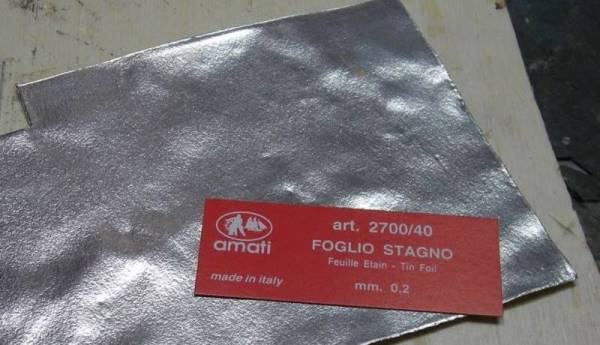 amati
made in italy
art. 2700/40
FOGLIO STAGNO
Feuille Etain - Tin Foil
mm. 0,2